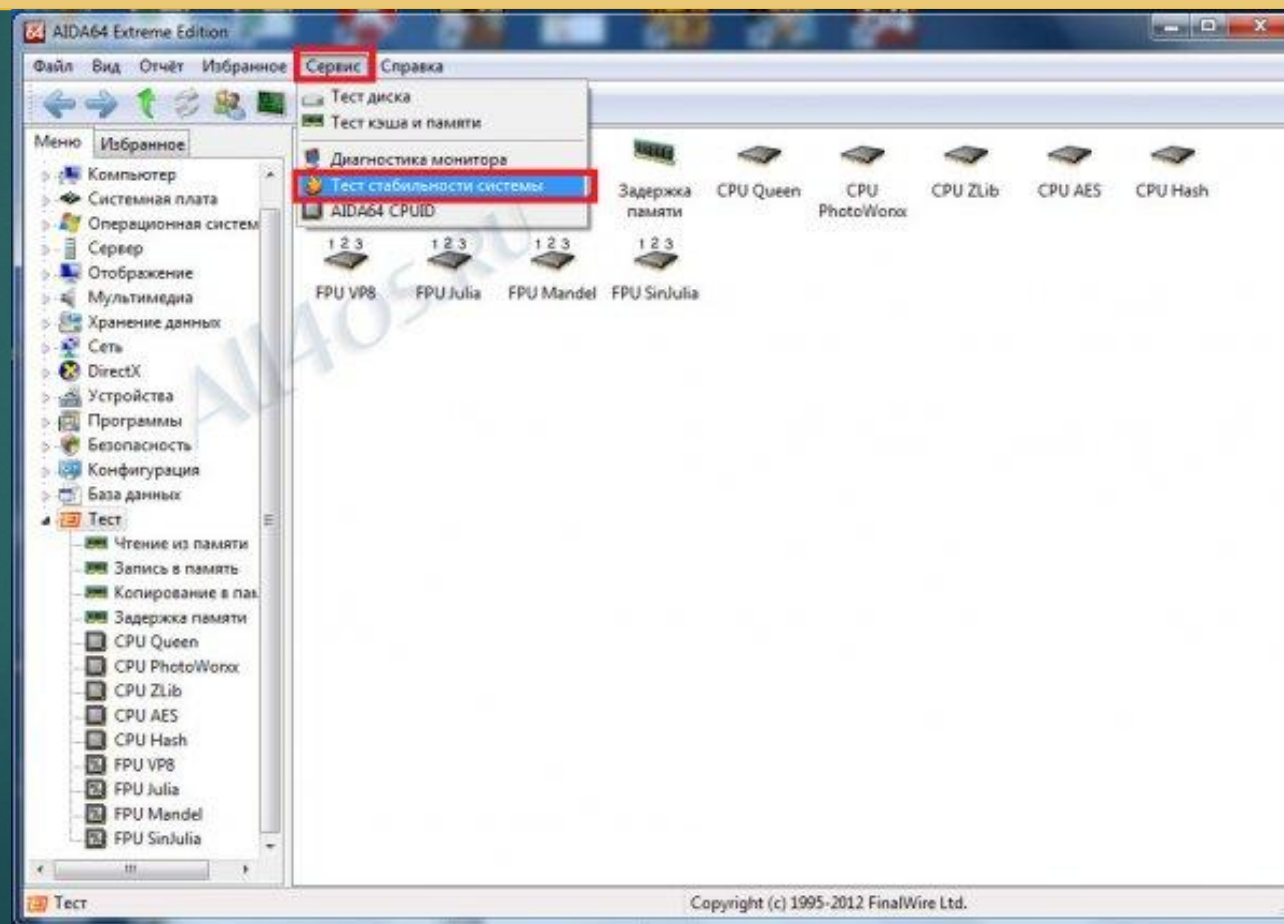 AIDA64 Extreme Edition
Файл Вид Отчёт Избранное Сервис Справка
Тест диска
Тест кэша и памяти
Диагностика монитора
Тест стабильности системы
AIDA64 CPUID
Меню Избранное
Компьютер
Системная плата
Операционная систем
Сервер
Отображение
Мультимедиа
Хранение данных
Сеть
DirectX
Устройства
Программы
Безопасность
Конфигурация
База данных
Тест
Чтение из памяти
Запись в память
Копирование в пам
Задержка памяти
CPU Queen
CPU PhotoWorxx
CPU ZLib
CPU AES
CPU Hash
FPU VP8
FPU Julia
FPU Mandel
FPU SinJulia
Задержка памяти
CPU Queen
CPU PhotoWorxx
CPU ZLib
CPU AES
CPU Hash
1 2 3
1 2 3
1 2 3
1 2 3
FPU VP8
FPU Julia
FPU Mandel
FPU SinJulia
All4OS.RU
Тест
Copyright (c) 1995-2012 FinalWire Ltd.